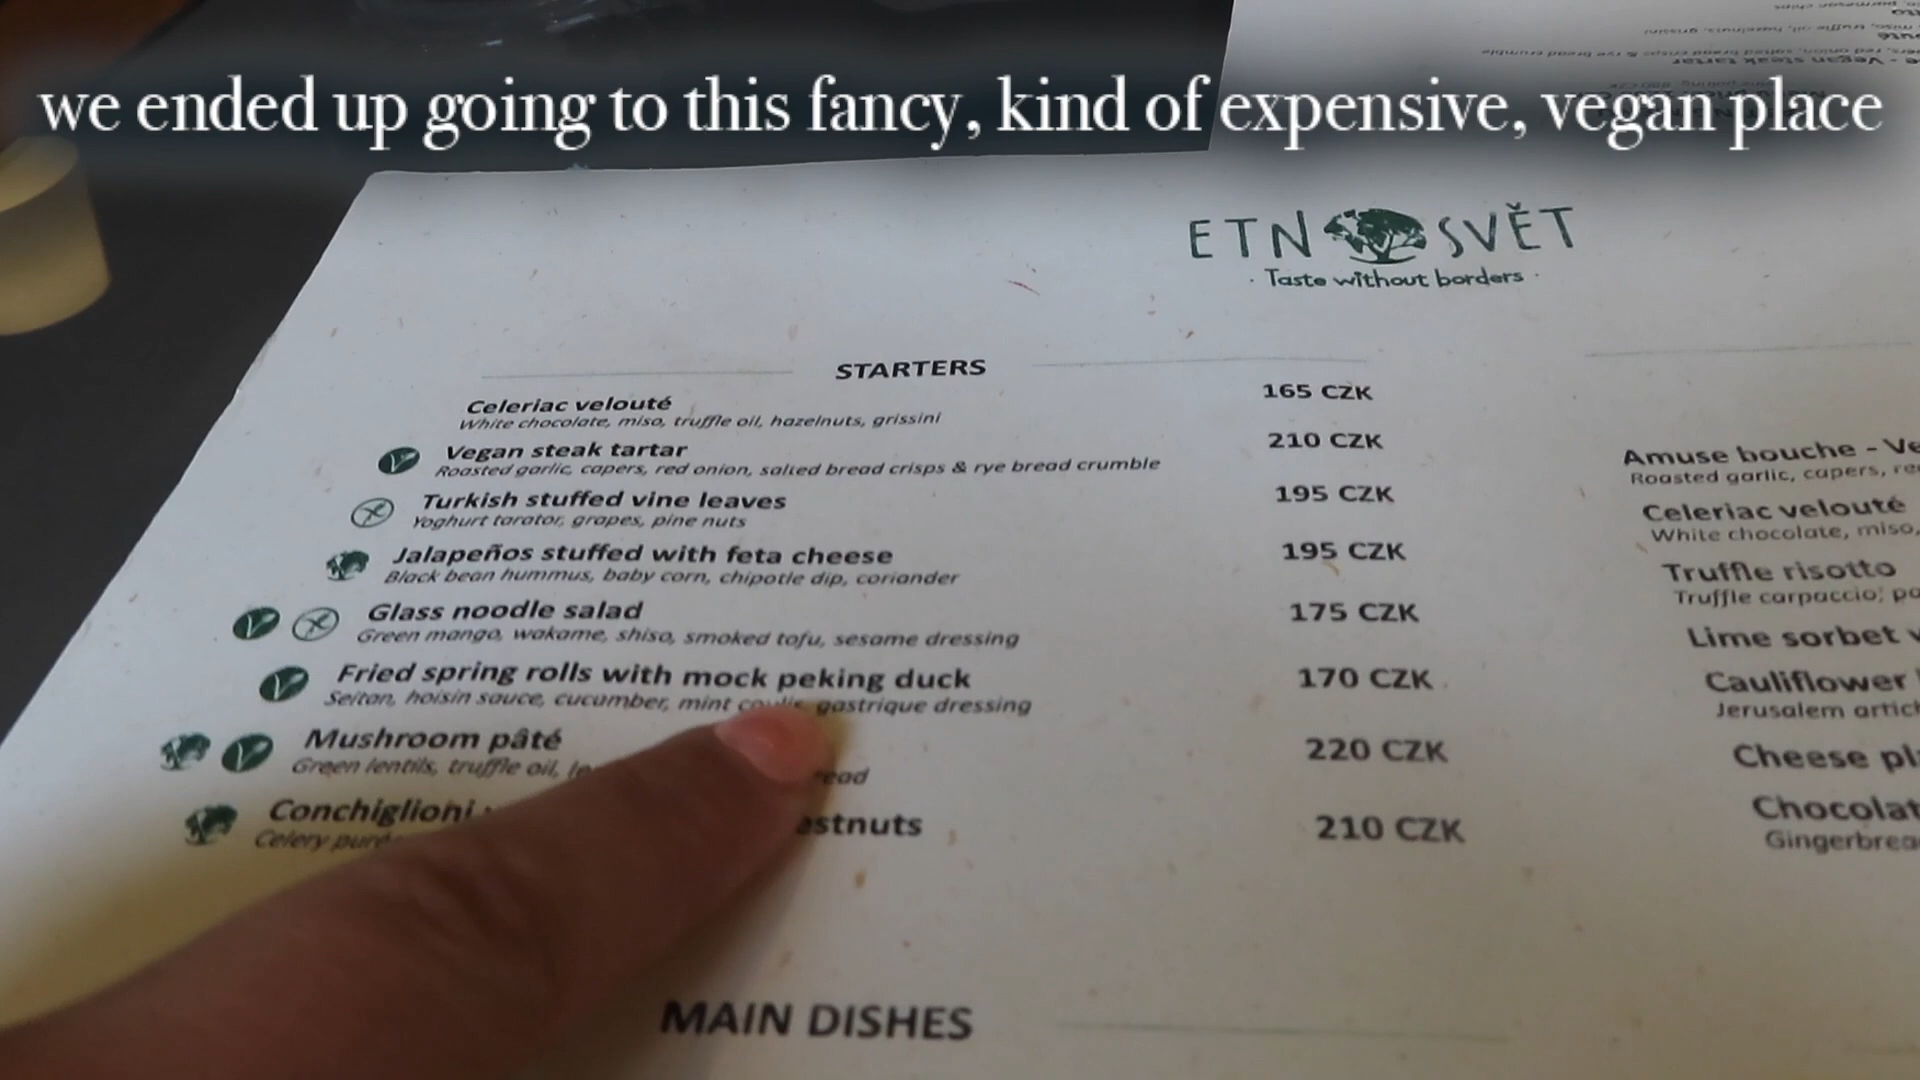 we ended up going to this fancy, kind of expensive, vegan place
ETN SVĚT
· Taste without borders ·
STARTERS
Celeriac velouté 165 CZK
White chocolate, miso, truffle oil, hazelnuts, grissini
Vegan steak tartar 210 CZK
Roasted garlic, capers, red onion, salted bread crisps & rye bread crumble
Turkish stuffed vine leaves 195 CZK
Yoghurt tarator, grapes, pine nuts
Jalapeños stuffed with feta cheese 195 CZK
Black bean hummus, baby corn, chipotle dip, coriander
Glass noodle salad 175 CZK
Green mango, wakame, shiso, smoked tofu, sesame dressing
Fried spring rolls with mock peking duck 170 CZK
Seitan, hoisin sauce, cucumber, mint coulis, gastrique dressing
Mushroom pâté 220 CZK
Green lentils, truffle oil,
Conchiglioni 210 CZK
Celery
MAIN DISHES
Amuse bouche -
Roasted garlic, capers,
Celeriac velouté
White chocolate, miso,
Truffle risotto
Truffle carpaccio,
Lime sorbet
Cauliflower
Jerusalem
Cheese